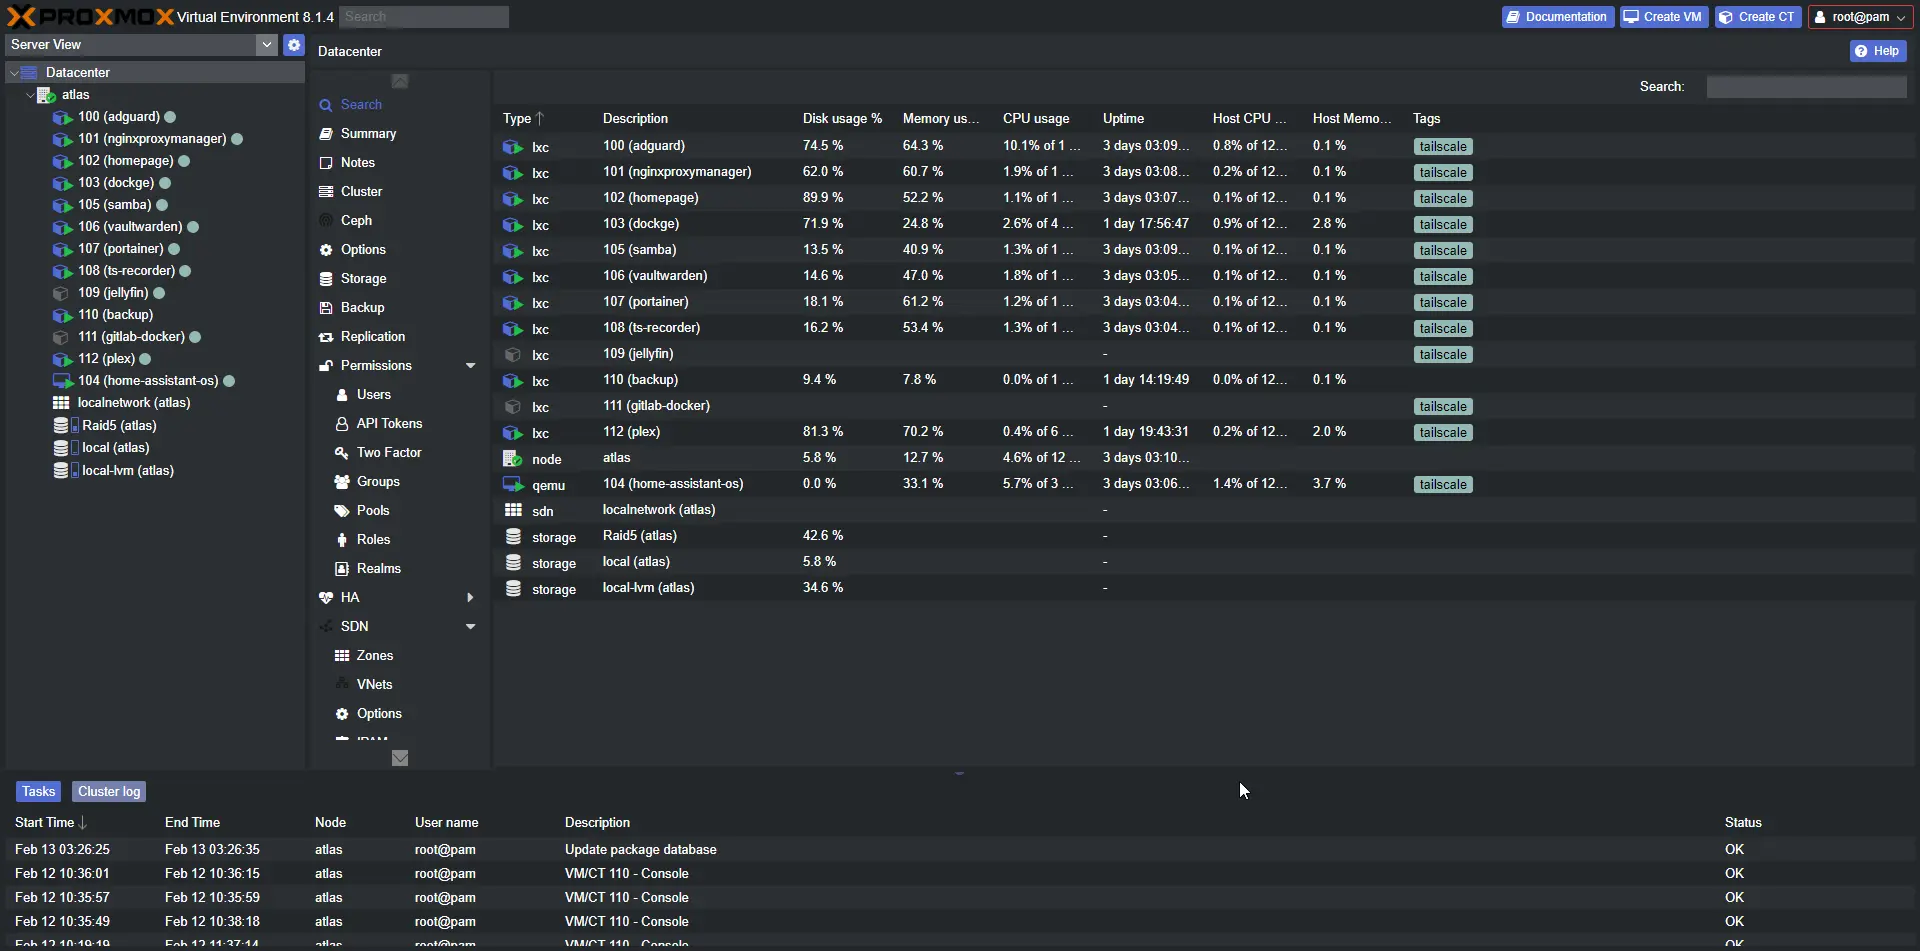 PROXMOX Virtual Environment 8.1.4 Search
Documentation Create VM Create CT root@pam
Server View
Datacenter
Help
Datacenter
atlas
100 (adguard)
101 (nginxproxymanager)
102 (homepage)
103 (dockge)
105 (samba)
106 (vaultwarden)
107 (portainer)
108 (ts-recorder)
109 (jellyfin)
110 (backup)
111 (gitlab-docker)
112 (plex)
104 (home-assistant-os)
localnetwork (atlas)
Raid5 (atlas)
local (atlas)
local-lvm (atlas)
Search
Summary
Notes
Cluster
Ceph
Options
Storage
Backup
Replication
Permissions
Users
API Tokens
Two Factor
Groups
Pools
Roles
Realms
HA
SDN
Zones
VNets
Options
IPAM
Search:
Type Description Disk usage % Memory us... CPU usage Uptime Host CPU ... Host Memo... Tags
lxc 100 (adguard) 74.5 % 64.3 % 10.1% of 1 ... 3 days 03:09... 0.8% of 12... 0.1 % tailscale
lxc 101 (nginxproxymanager) 62.0 % 60.7 % 1.9% of 1 ... 3 days 03:08... 0.2% of 12... 0.1 % tailscale
lxc 102 (homepage) 89.9 % 52.2 % 1.1% of 1 ... 3 days 03:07... 0.1% of 12... 0.1 % tailscale
lxc 103 (dockge) 71.9 % 24.8 % 2.6% of 4 ... 1 day 17:56:47 0.9% of 12... 2.8 % tailscale
lxc 105 (samba) 13.5 % 40.9 % 1.3% of 1 ... 3 days 03:09... 0.1% of 12... 0.1 % tailscale
lxc 106 (vaultwarden) 14.6 % 47.0 % 1.8% of 1 ... 3 days 03:05... 0.1% of 12... 0.1 % tailscale
lxc 107 (portainer) 18.1 % 61.2 % 1.2% of 1 ... 3 days 03:04... 0.1% of 12... 0.1 % tailscale
lxc 108 (ts-recorder) 16.2 % 53.4 % 1.3% of 1 ... 3 days 03:04... 0.1% of 12... 0.1 % tailscale
lxc 109 (jellyfin) - tailscale
lxc 110 (backup) 9.4 % 7.8 % 0.0% of 1 ... 1 day 14:19:49 0.0% of 12... 0.1 %
lxc 111 (gitlab-docker) - tailscale
lxc 112 (plex) 81.3 % 70.2 % 0.4% of 6 ... 1 day 19:43:31 0.2% of 12... 2.0 % tailscale
node atlas 5.8 % 12.7 % 4.6% of 12 ... 3 days 03:10...
qemu 104 (home-assistant-os) 0.0 % 33.1 % 5.7% of 3 ... 3 days 03:06... 1.4% of 12... 3.7 % tailscale
sdn localnetwork (atlas) -
storage Raid5 (atlas) 42.6 % -
storage local (atlas) 5.8 % -
storage local-lvm (atlas) 34.6 % -
Tasks Cluster log
Start Time End Time Node User name Description Status
Feb 13 03:26:25 Feb 13 03:26:35 atlas root@pam Update package database OK
Feb 12 10:36:01 Feb 12 10:36:15 atlas root@pam VM/CT 110 - Console OK
Feb 12 10:35:57 Feb 12 10:35:59 atlas root@pam VM/CT 110 - Console OK
Feb 12 10:35:49 Feb 12 10:38:18 atlas root@pam VM/CT 110 - Console OK
Feb 12 10:19:19 Feb 12 11:37:14 atlas root@pam VM/CT 110 - Console OK